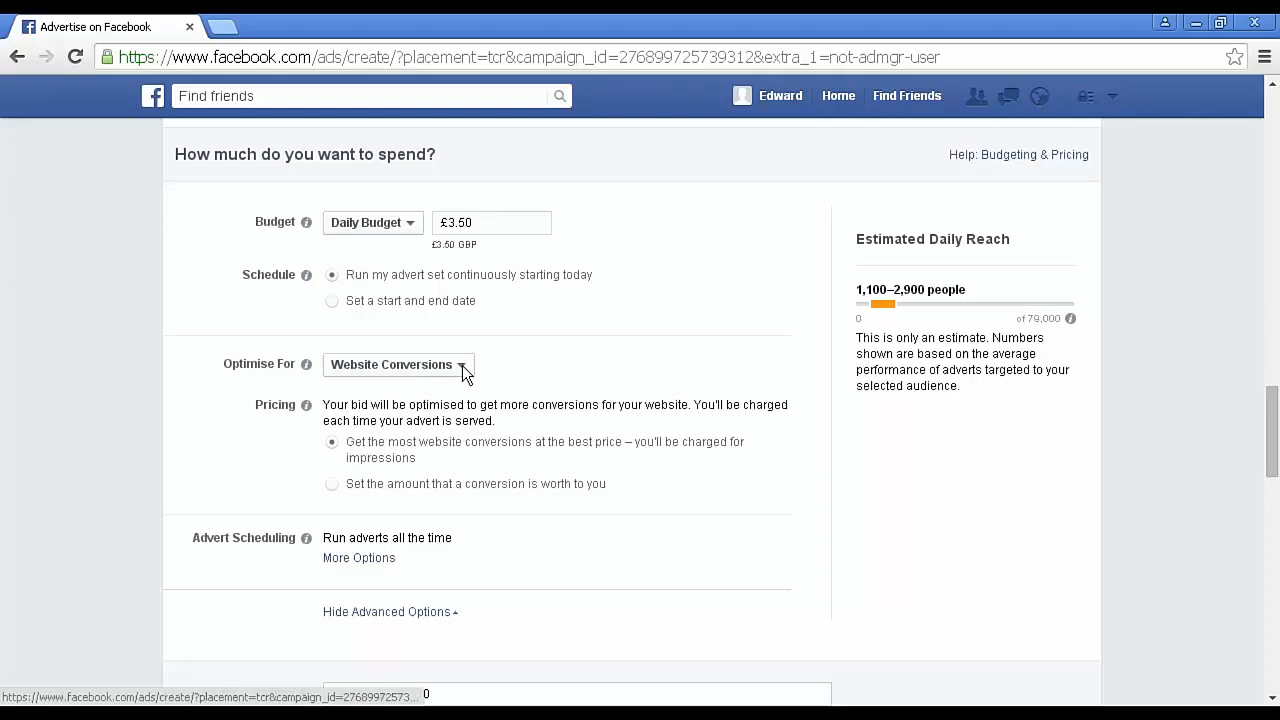 Advertise on Facebook
https://www.facebook.com/ads/create/?placement=tcr&campaign_id=276899725739312&extra_1=not-admgr-user
Find friends
Edward Home Find Friends
How much do you want to spend?
Help: Budgeting & Pricing
Budget
Daily Budget
£3.50
£3.50 GBP
Schedule
Run my advert set continuously starting today
Set a start and end date
Optimise For
Website Conversions
Pricing
Your bid will be optimised to get more conversions for your website. You'll be charged
each time your advert is served.
Get the most website conversions at the best price – you'll be charged for
impressions
Set the amount that a conversion is worth to you
Advert Scheduling
Run adverts all the time
More Options
Hide Advanced Options
Estimated Daily Reach
1,100–2,900 people
0
of 79,000
This is only an estimate. Numbers
shown are based on the average
performance of adverts targeted to your
selected audience.
https://www.facebook.com/ads/create/?placement=tcr&campaign_id=27689972573...
0